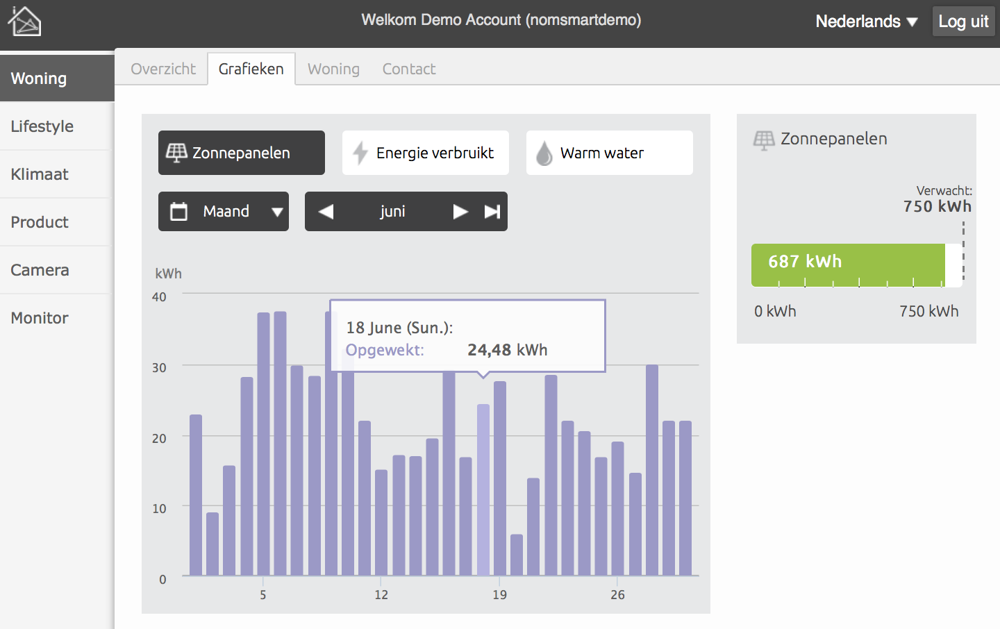 Welkom Demo Account (nomsmartdemo)
Nederlands
Log uit
Woning
Lifestyle
Klimaat
Product
Camera
Monitor
Overzicht
Grafieken
Woning
Contact
Zonnepanelen
Energie verbruikt
Warm water
Maand
juni
kWh
40
30
20
10
0
5
12
19
26
18 June (Sun.):
Opgewekt: 24,48 kWh
Zonnepanelen
Verwacht:
750 kWh
687 kWh
0 kWh
750 kWh